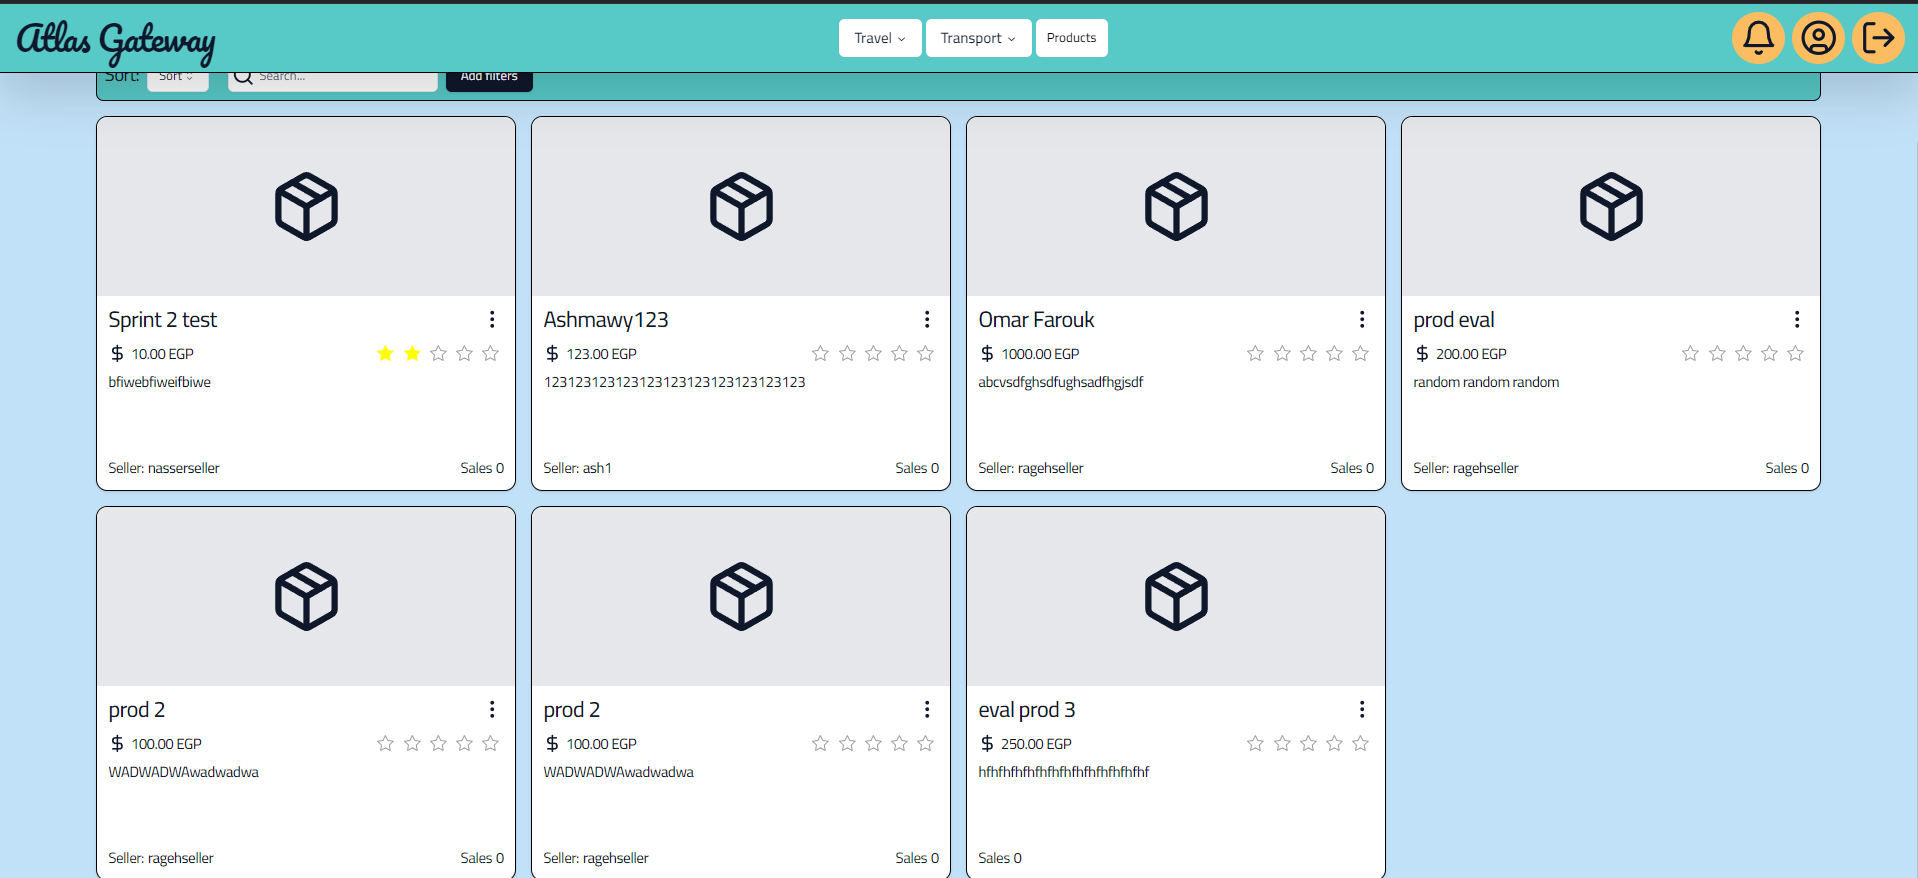 Atlas Gateway
Travel
Transport
Products
Sort:
Sort
Search...
Add filters
Sprint 2 test
10.00 EGP
bfiwebfiweifbiwe
Seller: nasserseller
Sales 0
Ashmawy123
123.00 EGP
123123123123123123123123123123123
Seller: ash1
Sales 0
Omar Farouk
1000.00 EGP
abcvsdfghsdfughsadfhgjsdf
Seller: ragehseller
Sales 0
prod eval
200.00 EGP
random random random
Seller: ragehseller
Sales 0
prod 2
100.00 EGP
WADWADWAwadwadwa
Seller: ragehseller
Sales 0
prod 2
100.00 EGP
WADWADWAwadwadwa
Seller: ragehseller
Sales 0
eval prod 3
250.00 EGP
hfhfhfhfhfhfhfhfhfhfhfhfhfhf
Sales 0